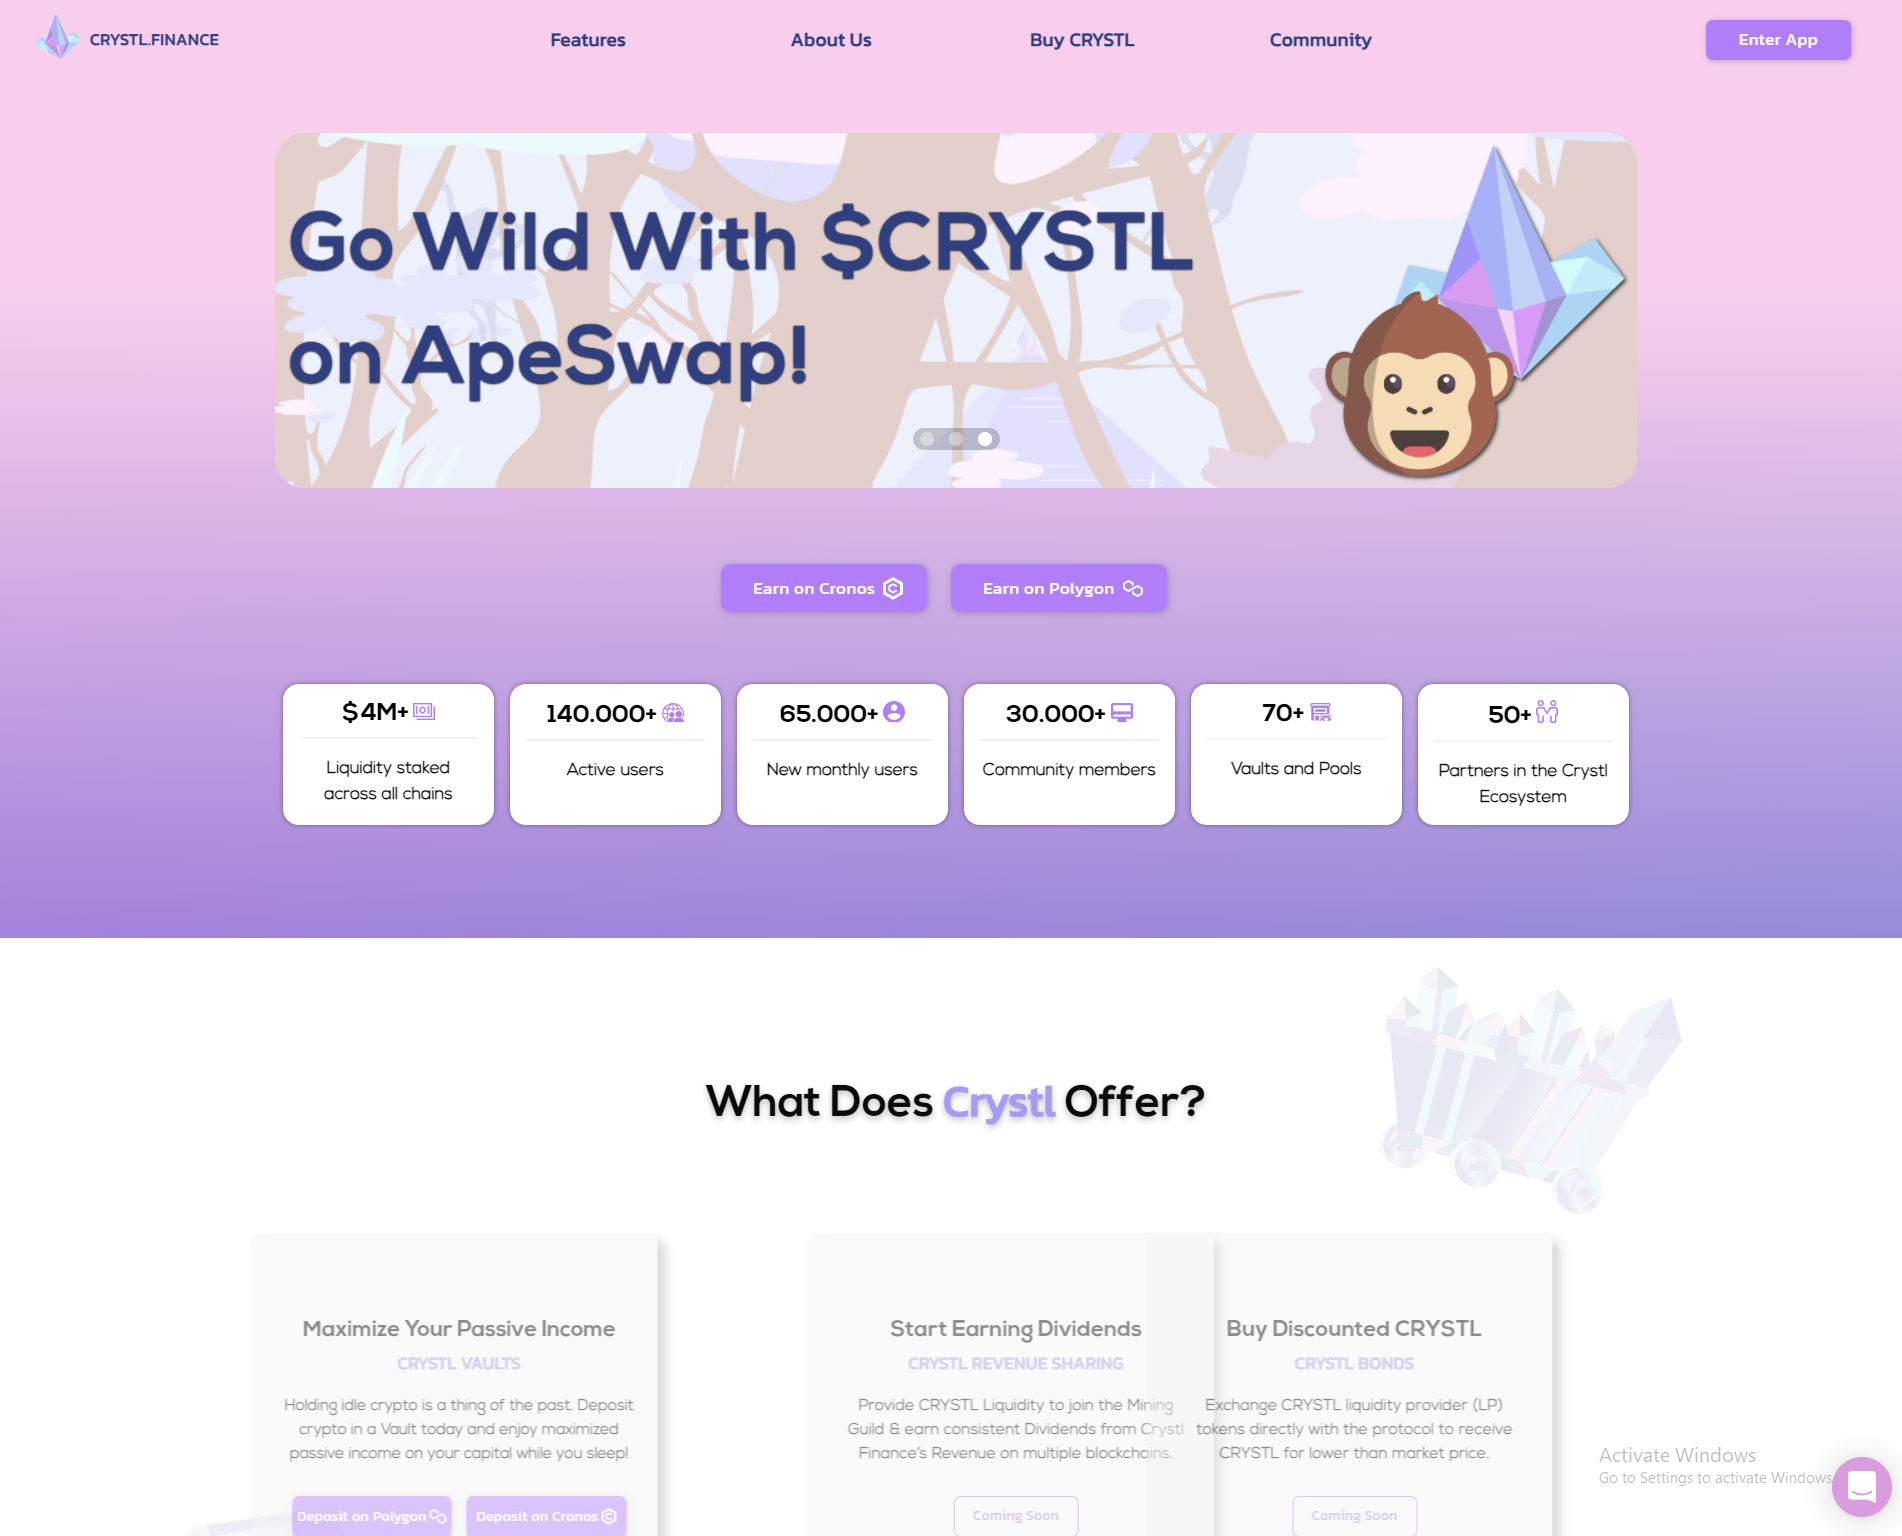 CRYSTL.FINANCE
Features
About Us
Buy CRYSTL
Community
Enter App
Go Wild With $CRYSTL
on ApeSwap!
Earn on Cronos
Earn on Polygon
$4M+
Liquidity staked
across all chains
140.000+
Active users
65.000+
New monthly users
30.000+
Community members
70+
Vaults and Pools
50+
Partners in the Crystl
Ecosystem
What Does Crystl Offer?
Maximize Your Passive Income
CRYSTL VAULTS
Holding idle crypto is a thing of the past. Deposit
crypto in a Vault today and enjoy maximized
passive income on your capital while you sleep!
Deposit on Polygon
Deposit on Cronos
Start Earning Dividends
CRYSTL REVENUE SHARING
Provide CRYSTL Liquidity to join the Mining
Guild & earn consistent Dividends from Crystl
Finance's Revenue on multiple blockchains.
Coming Soon
Buy Discounted CRYSTL
CRYSTL BONDS
Exchange CRYSTL liquidity provider (LP)
tokens directly with the protocol to receive
CRYSTL for lower than market price.
Coming Soon
Activate Windows
Go to Settings to activate Windows.